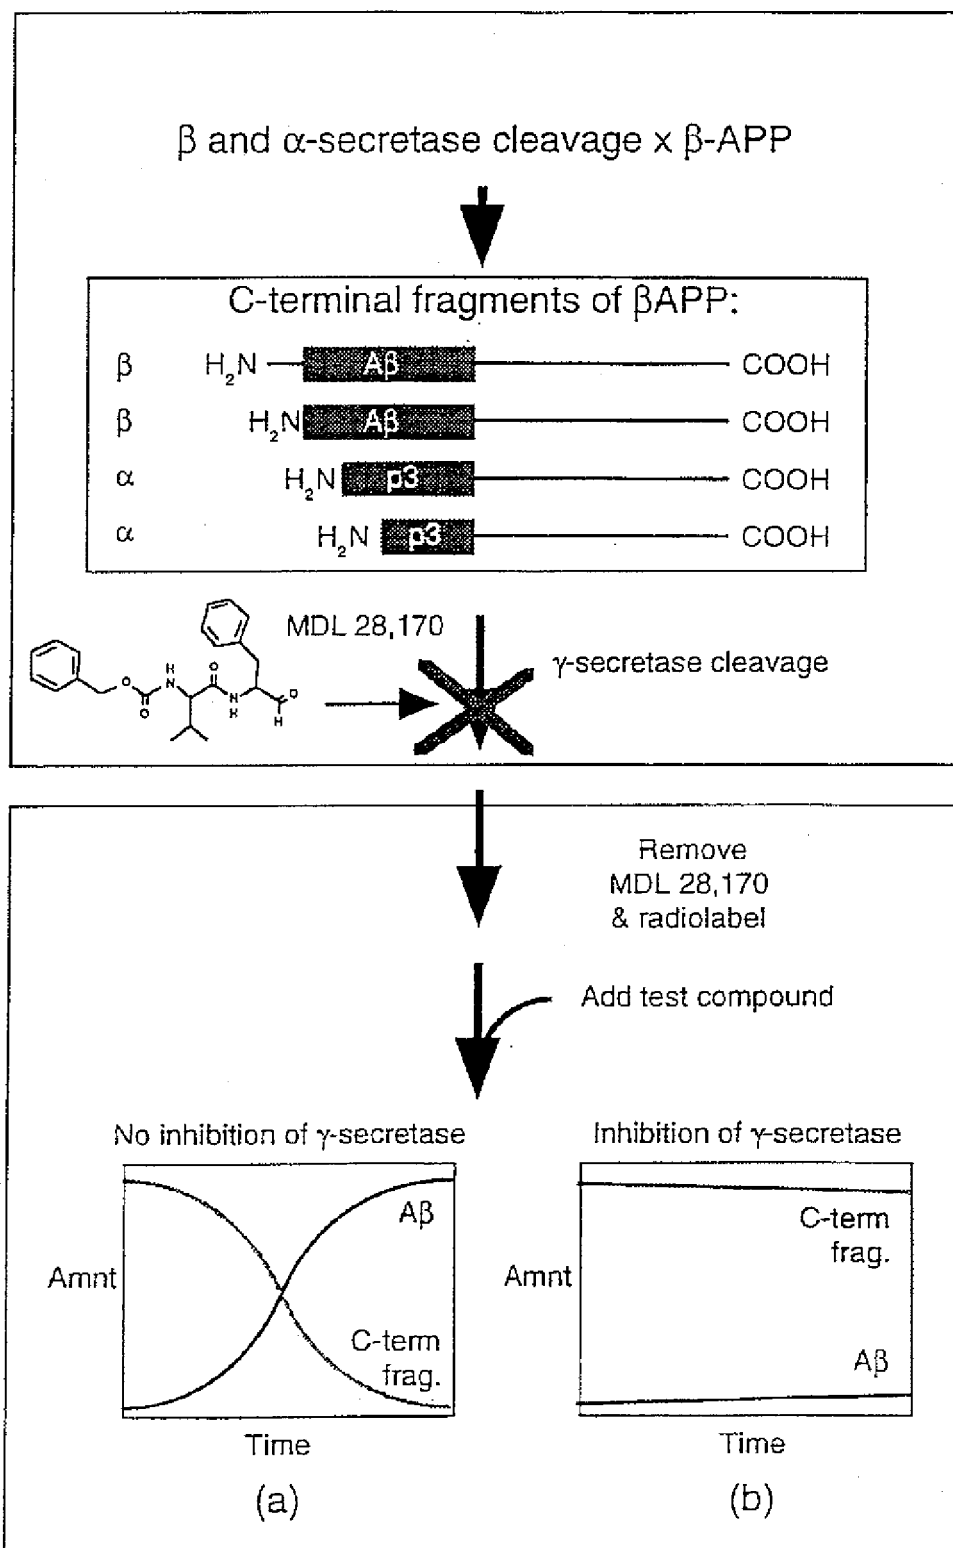 β and α-secretase cleavage x β-APP
C-terminal fragments of βAPP:
β H₂N Aβ COOH
β H₂N Aβ COOH
α H₂N p3 COOH
α H₂N p3 COOH
MDL 28,170
γ-secretase cleavage
H O O O
O N N H
H H
Remove
MDL 28,170
& radiolabel
Add test compound
No inhibition of γ-secretase
Aβ
Amnt
C-term
frag.
Time
(a)
Inhibition of γ-secretase
C-term
frag.
Amnt
Aβ
Time
(b)